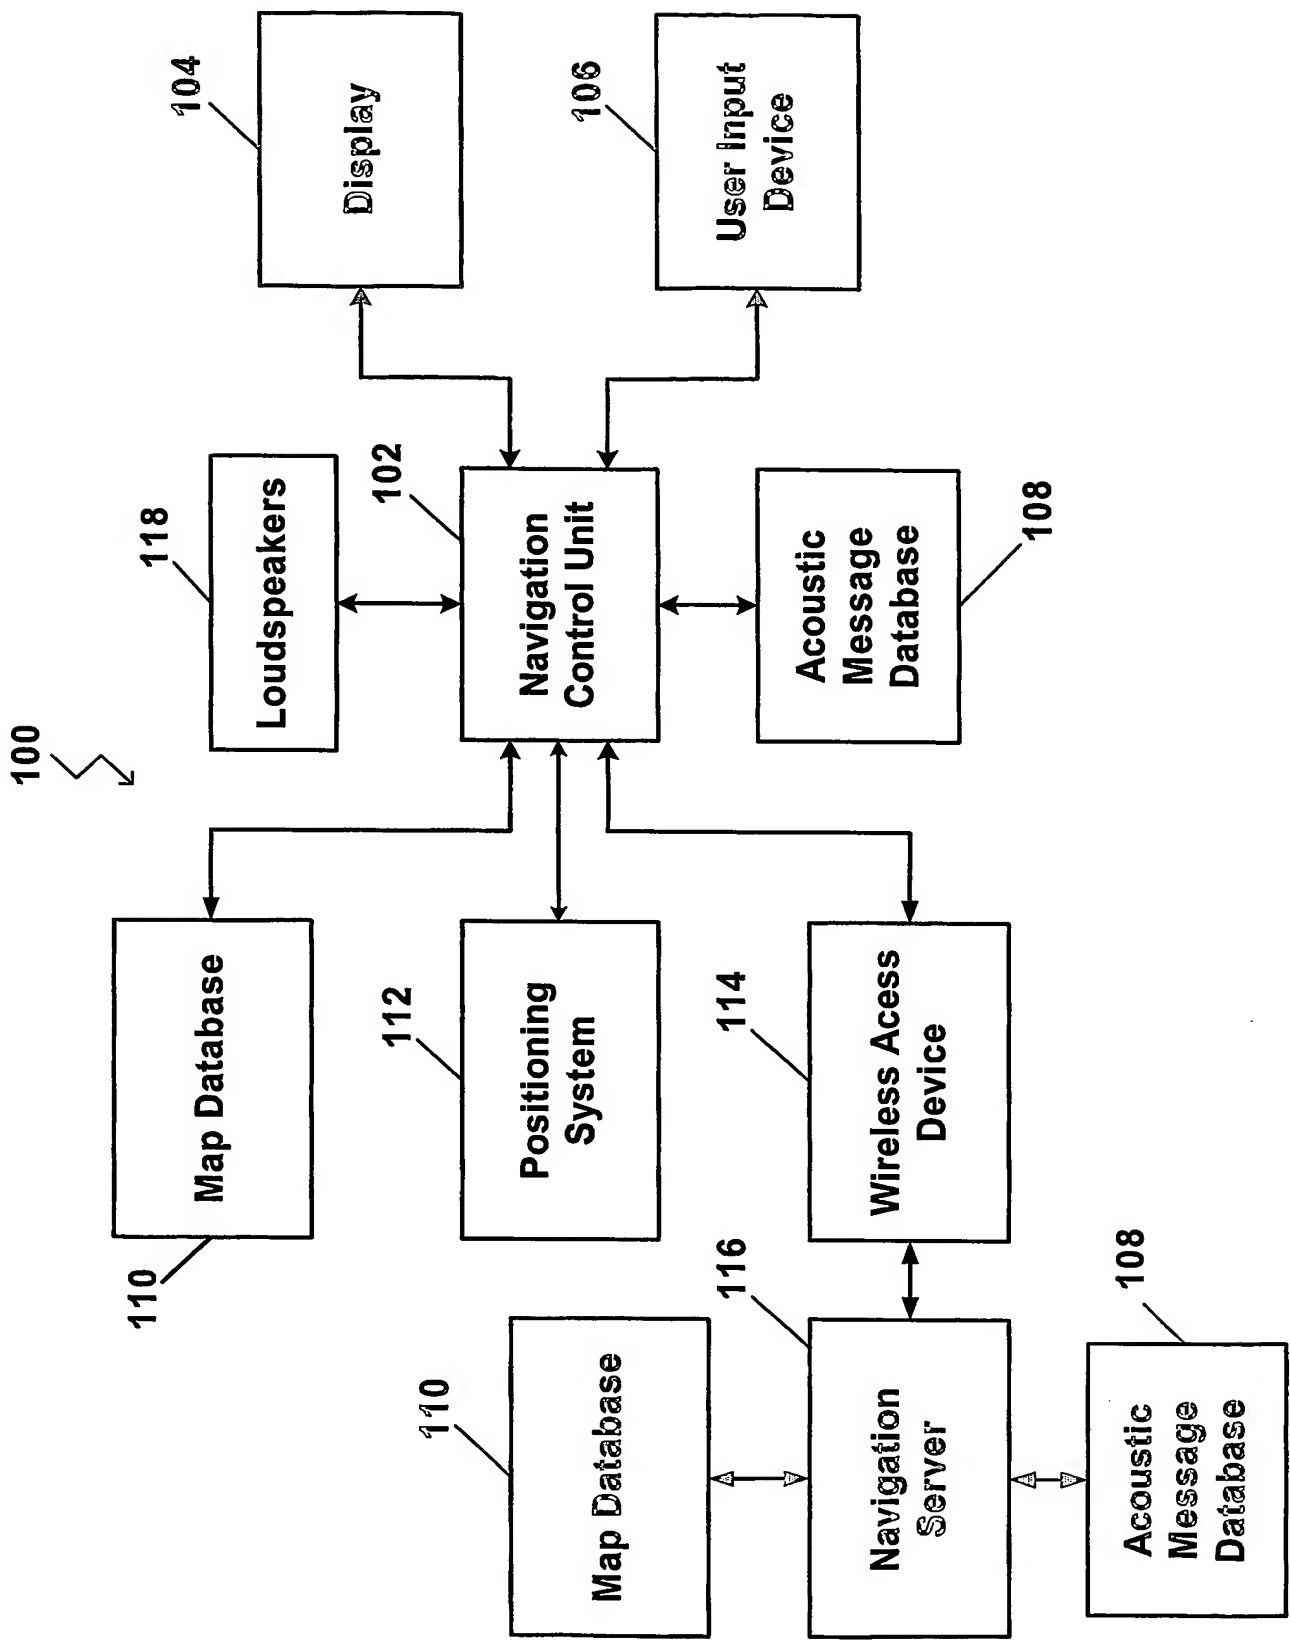 100
110
Map Database
118
Loudspeakers
104
Display
112
Positioning
System
102
Navigation
Control Unit
106
User Input
Device
110
Map Database
114
Wireless Acess
Device
Acoustic
Message
Database
108
116
Navigation
Server
108
Acoustic
Message
Database